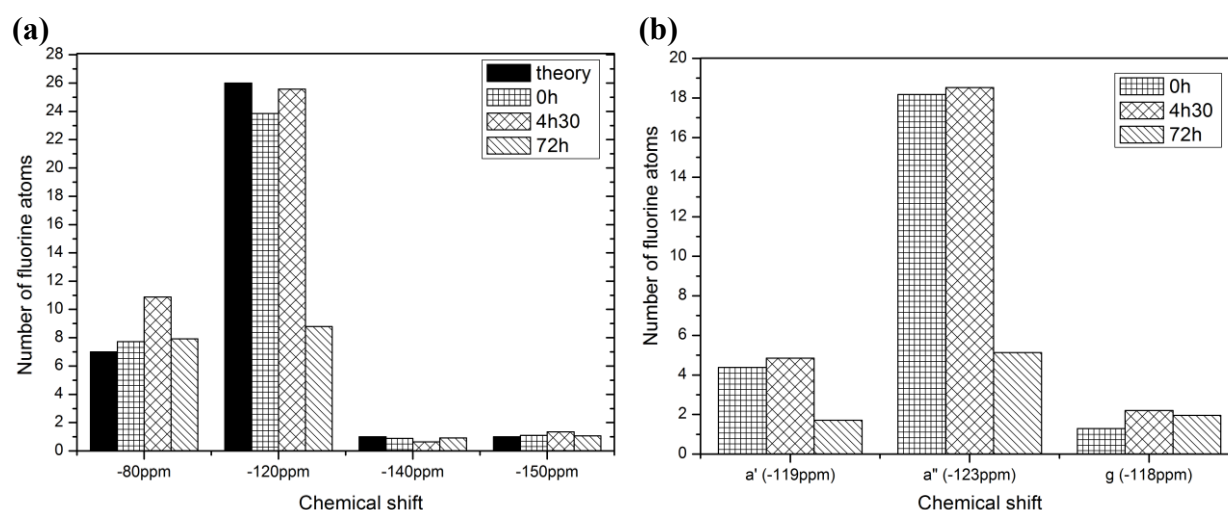 (a)
28
26
24
22
20
18
16
14
12
10
8
6
4
2
0
Number of fluorine atoms
theory
0h
4h30
72h
-80ppm
-120ppm
-140ppm
-150ppm
Chemical shift
(b)
20
18
16
14
12
10
8
6
4
2
0
Number of fluorine atoms
0h
4h30
72h
a' (-119ppm)
a" (-123ppm)
g (-118ppm)
Chemical shift